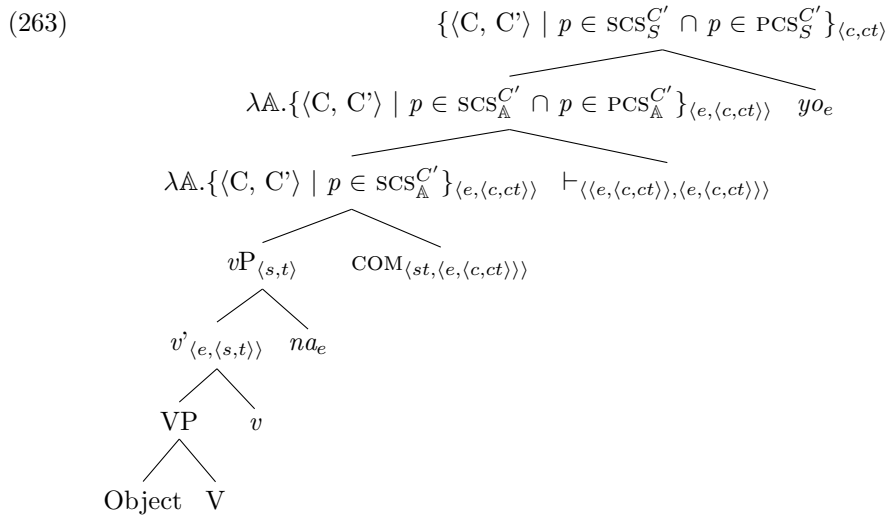 (263) {⟨C, C’⟩ | p ∈ SCS_S^{C′} ∩ p ∈ PCS_S^{C′}}_{⟨c,ct⟩}
λ𝔸.{⟨C, C’⟩ | p ∈ SCS_𝔸^{C′} ∩ p ∈ PCS_𝔸^{C′}}_{⟨e,⟨c,ct⟩⟩} yo_e
λ𝔸.{⟨C, C’⟩ | p ∈ SCS_𝔸^{C′}}_{⟨e,⟨c,ct⟩⟩} ⊢_{⟨⟨e,⟨c,ct⟩⟩,⟨e,⟨c,ct⟩⟩⟩}
vP_{⟨s,t⟩} COM_{⟨st,⟨e,⟨c,ct⟩⟩⟩}
v’_{⟨e,⟨s,t⟩⟩} na_e
VP v
Object V